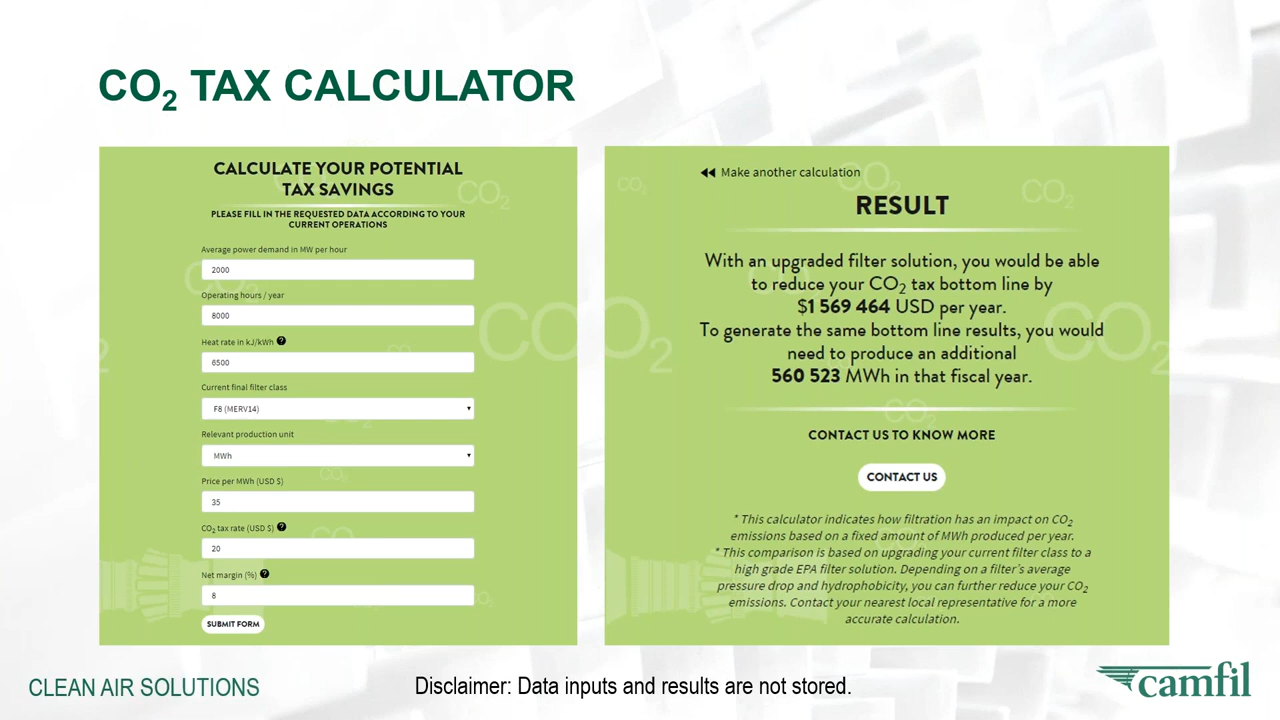 CO₂ TAX CALCULATOR
CALCULATE YOUR POTENTIAL
TAX SAVINGS
PLEASE FILL IN THE REQUESTED DATA ACCORDING TO YOUR
CURRENT OPERATIONS
Average power demand in MW per hour
2000
Operating hours / year
8000
Heat rate in kJ/kWh ?
6500
Current final filter class
F8 (MERV14)
Relevant production unit
MWh
Price per MWh (USD $)
35
CO₂ tax rate (USD $) ?
20
Net margin (%) ?
8
SUBMIT FORM
Make another calculation
RESULT
With an upgraded filter solution, you would be able
to reduce your CO₂ tax bottom line by
$1 569 464 USD per year.
To generate the same bottom line results, you would
need to produce an additional
560 523 MWh in that fiscal year.
CONTACT US TO KNOW MORE
CONTACT US
* This calculator indicates how filtration has an impact on CO₂
emissions based on a fixed amount of MWh produced per year.
* This comparison is based on upgrading your current filter class to a
high grade EPA filter solution. Depending on a filter's average
pressure drop and hydrophobicity, you can further reduce your CO₂
emissions. Contact your nearest local representative for a more
accurate calculation.
CLEAN AIR SOLUTIONS
Disclaimer: Data inputs and results are not stored.
camfil